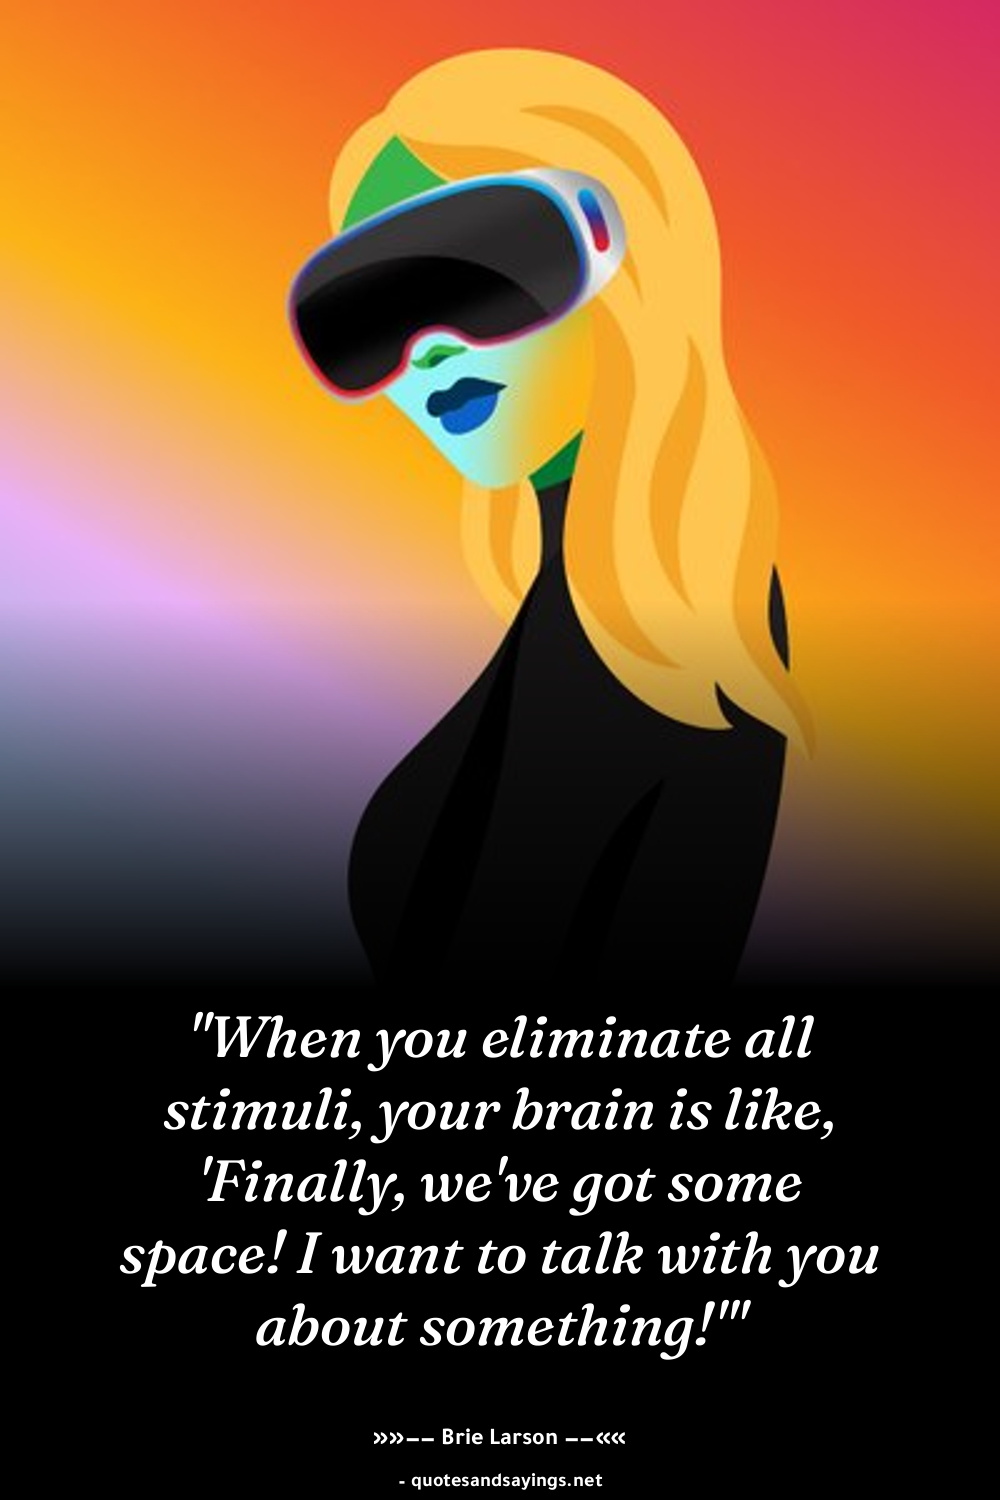 "When you eliminate all
stimuli, your brain is like,
'Finally, we've got some
space! I want to talk with you
about something!'"
»»—— Brie Larson ——««
- quotesandsayings.net